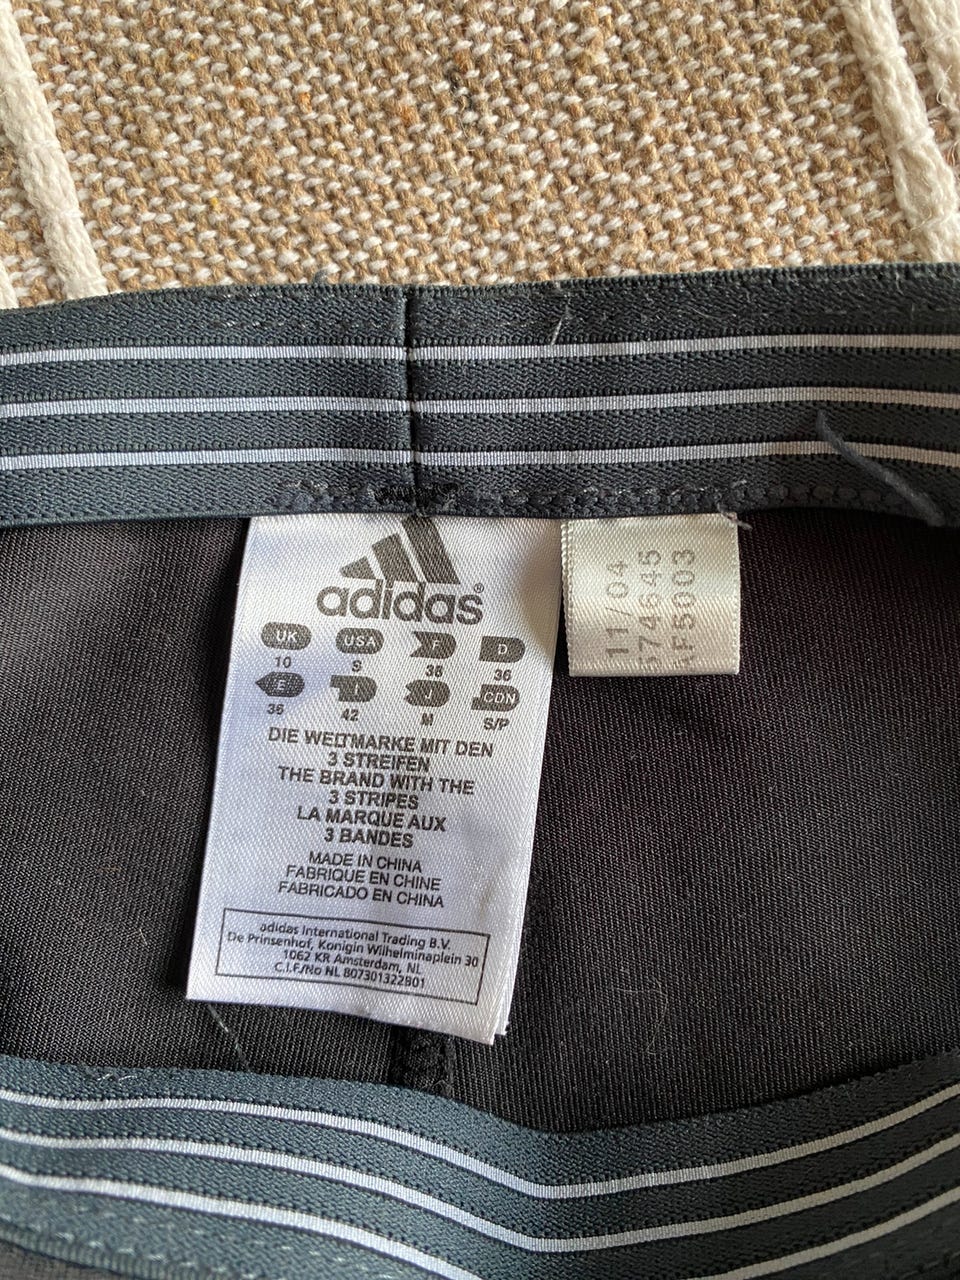 adidas®
UK USA F D
10 S 38 36
E I J CDN
36 42 M S/P
DIE WELTMARKE MIT DEN
3 STREIFEN
THE BRAND WITH THE
3 STRIPES
LA MARQUE AUX
3 BANDES
MADE IN CHINA
FABRIQUE EN CHINE
FABRICADO EN CHINA
adidas International Trading B.V.
De Prinsenhof, Konigin Wilhelminaplein 30
1062 KR Amsterdam, NL
C.I.F./No NL 807301322B01
11/04
574645
AF5003